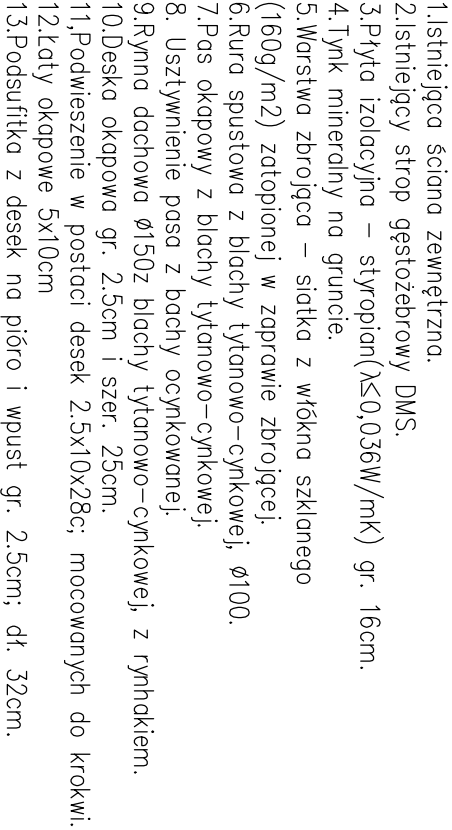 1.Istniejąca ściana zewnętrzna.
2.Istniejący strop gęstożebrowy DMS.
3.Płyta izolacyjna – styropian(λ≤0,036W/mK) gr. 16cm.
4.Tynk mineralny na gruncie.
5.Warstwa zbrojąca – siatka z włókna szklanego
(160g/m2) zatopionej w zaprawie zbrojącej.
6.Rura spustowa z blachy tytanowo–cynkowej, ø100.
7.Pas okapowy z blachy tytanowo–cynkowej.
8. Usztywnienie pasa z bachy ocynkowanej.
9.Rynna dachowa ø150z blachy tytanowo–cynkowej, z rynhakiem.
10.Deska okapowa gr. 2.5cm i szer. 25cm.
11,Podwieszenie w postaci desek 2.5x10x28c; mocowanych do krokwi.
12.Łaty okapowe 5x10cm
13.Podsufitka z desek na pióro i wpust gr. 2.5cm; dł. 32cm.